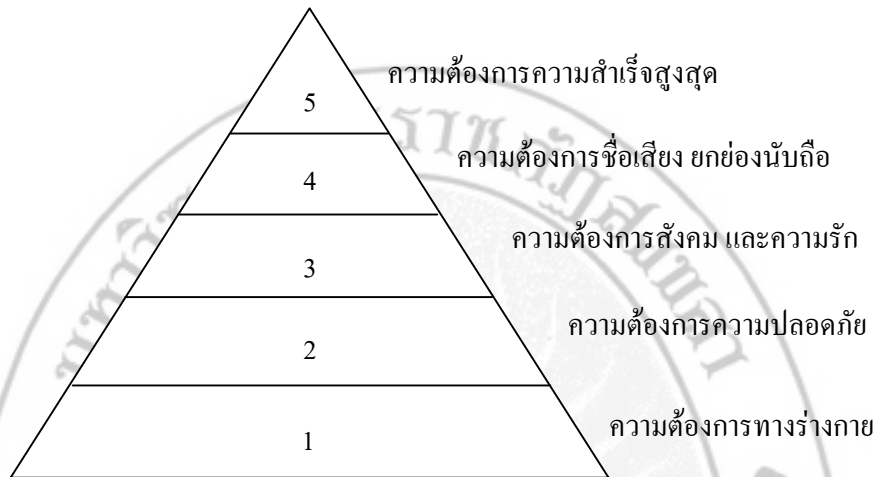 ความต้องการความสำเร็จสูงสุด
5
ความต้องการชื่อเสียง ยกย่องนับถือ
4
ความต้องการสังคม และความรัก
3
ความต้องการความปลอดภัย
2
ความต้องการทางร่างกาย
1